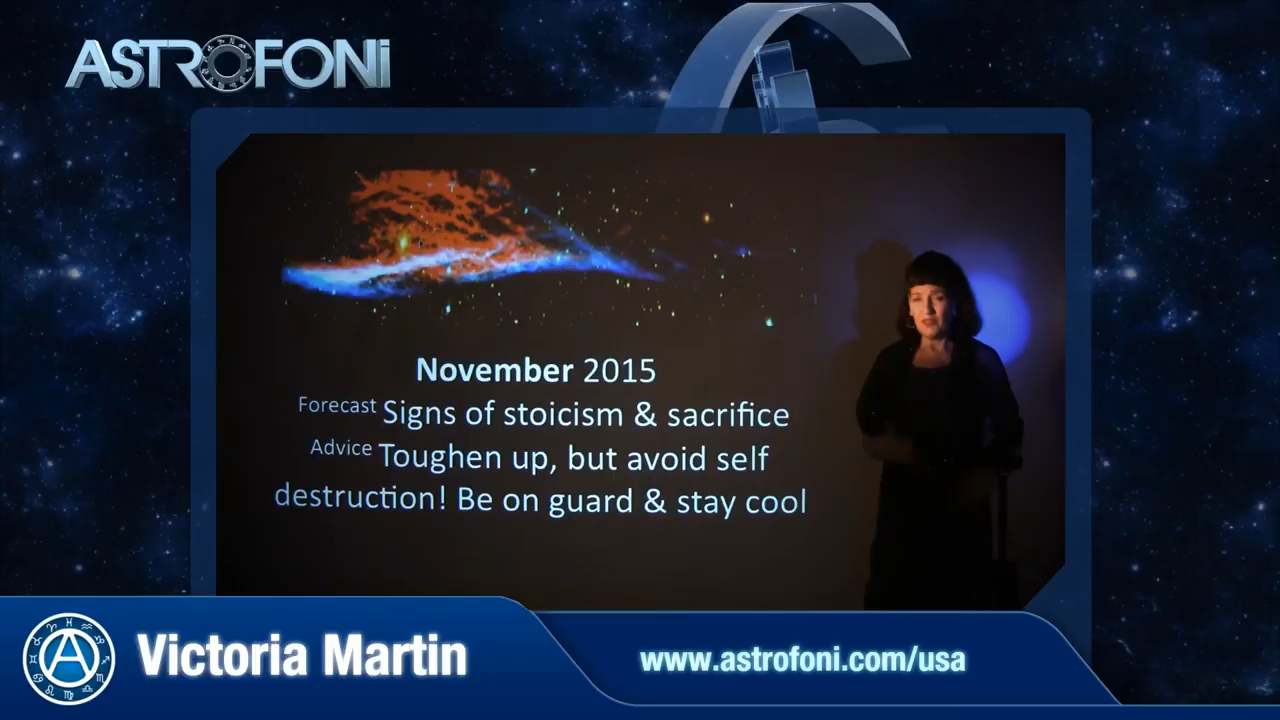 ASTROFONi
November 2015
Forecast Signs of stoicism & sacrifice
Advice Toughen up, but avoid self
destruction! Be on guard & stay cool
Victoria Martin
www.astrofoni.com/usa